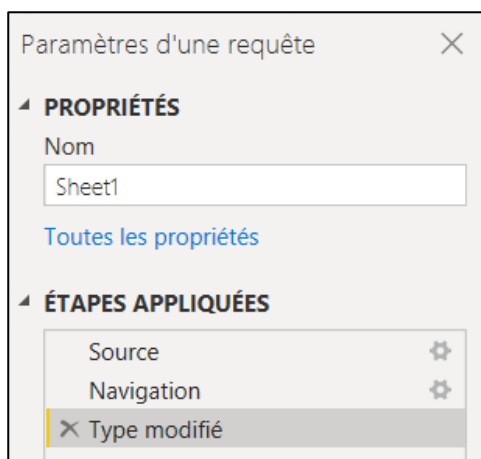 Paramètres d'une requête
PROPRIÉTÉS
Nom
Sheet1
Toutes les propriétés
ÉTAPES APPLIQUÉES
Source
Navigation
Type modifié